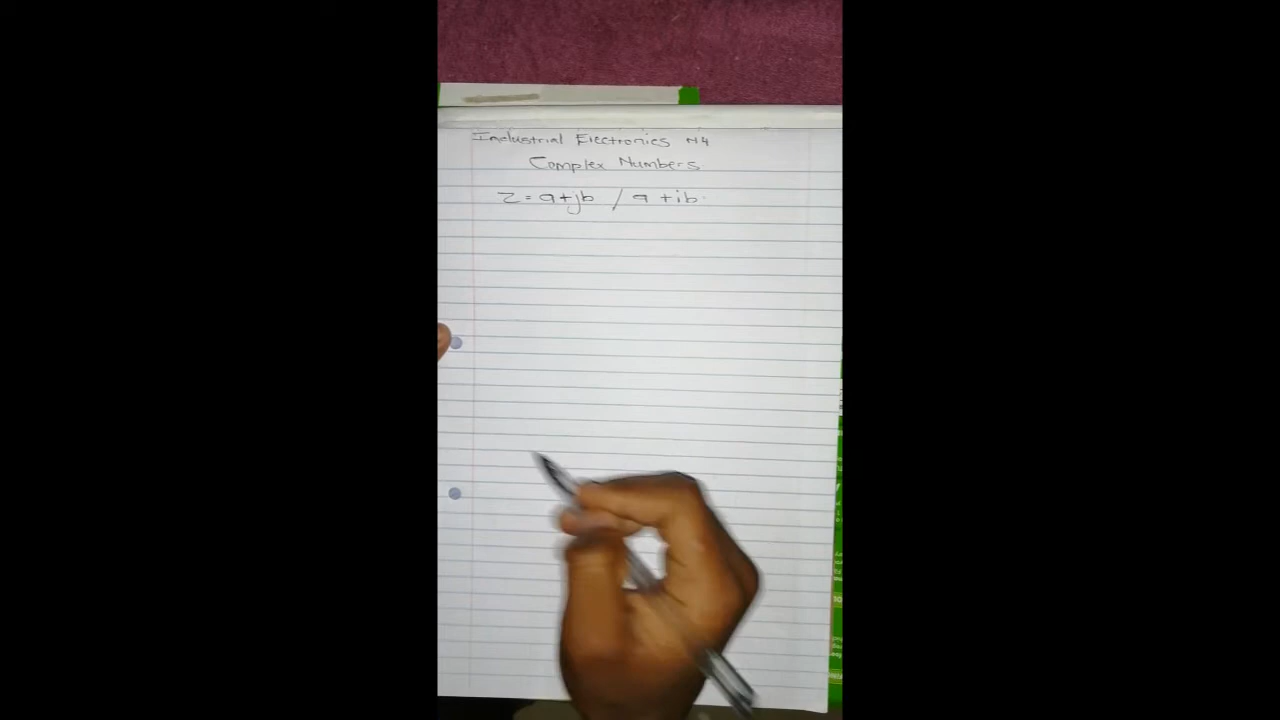 Industrial Electronics N4
Complex Numbers
Z = a+jb / a +ib.